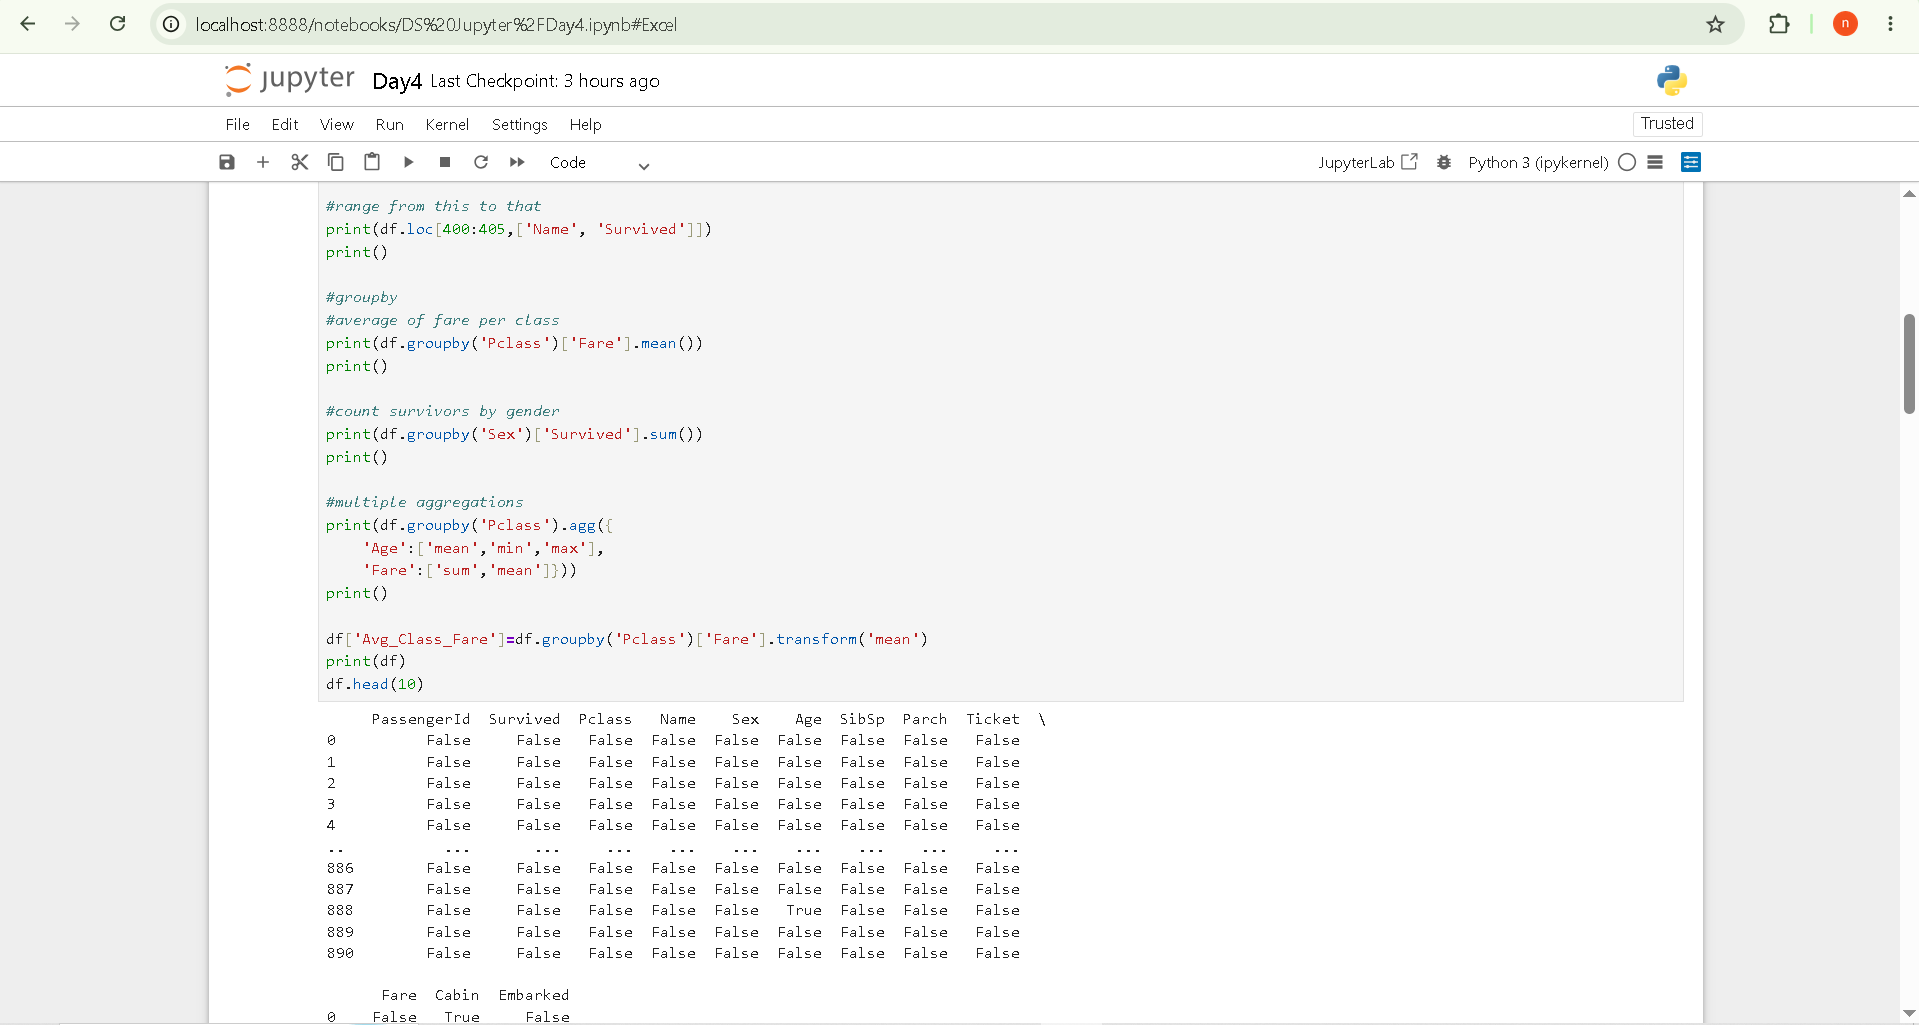 localhost:8888/notebooks/DS%20Jupyter%2FDay4.ipynb#Excel
n
jupyter Day4 Last Checkpoint: 3 hours ago
File Edit View Run Kernel Settings Help
Trusted
Code
JupyterLab
Python 3 (ipykernel)
#range from this to that
print(df.loc[400:405,['Name', 'Survived']])
print()

#groupby
#average of fare per class
print(df.groupby('Pclass')['Fare'].mean())
print()

#count survivors by gender
print(df.groupby('Sex')['Survived'].sum())
print()

#multiple aggregations
print(df.groupby('Pclass').agg({
    'Age':['mean','min','max'],
    'Fare':['sum','mean']}))
print()

df['Avg_Class_Fare']=df.groupby('Pclass')['Fare'].transform('mean')
print(df)
df.head(10)
     PassengerId  Survived  Pclass   Name    Sex    Age  SibSp  Parch  Ticket  \
0          False     False   False  False  False  False  False  False   False
1          False     False   False  False  False  False  False  False   False
2          False     False   False  False  False  False  False  False   False
3          False     False   False  False  False  False  False  False   False
4          False     False   False  False  False  False  False  False   False
..           ...       ...     ...    ...    ...    ...    ...    ...     ...
886        False     False   False  False  False  False  False  False   False
887        False     False   False  False  False  False  False  False   False
888        False     False   False  False  False   True  False  False   False
889        False     False   False  False  False  False  False  False   False
890        False     False   False  False  False  False  False  False   False

      Fare  Cabin  Embarked
0    False   True     False